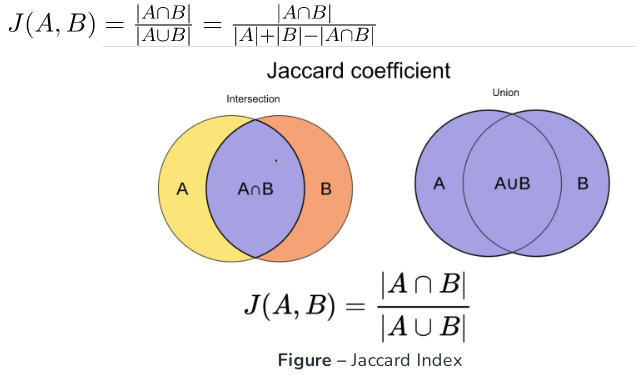 J(A, B) = |A∩B| / |A∪B| = |A∩B| / |A|+|B|−|A∩B|
Jaccard coefficient
Intersection
Union
A A∩B B
A A∪B B
J(A, B) = |A ∩ B| / |A ∪ B|
Figure – Jaccard Index